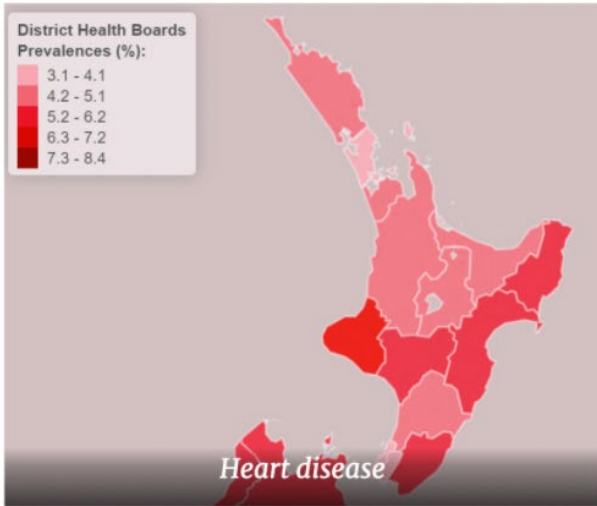 District Health Boards
Prevalences (%):
3.1 - 4.1
4.2 - 5.1
5.2 - 6.2
6.3 - 7.2
7.3 - 8.4
Heart disease